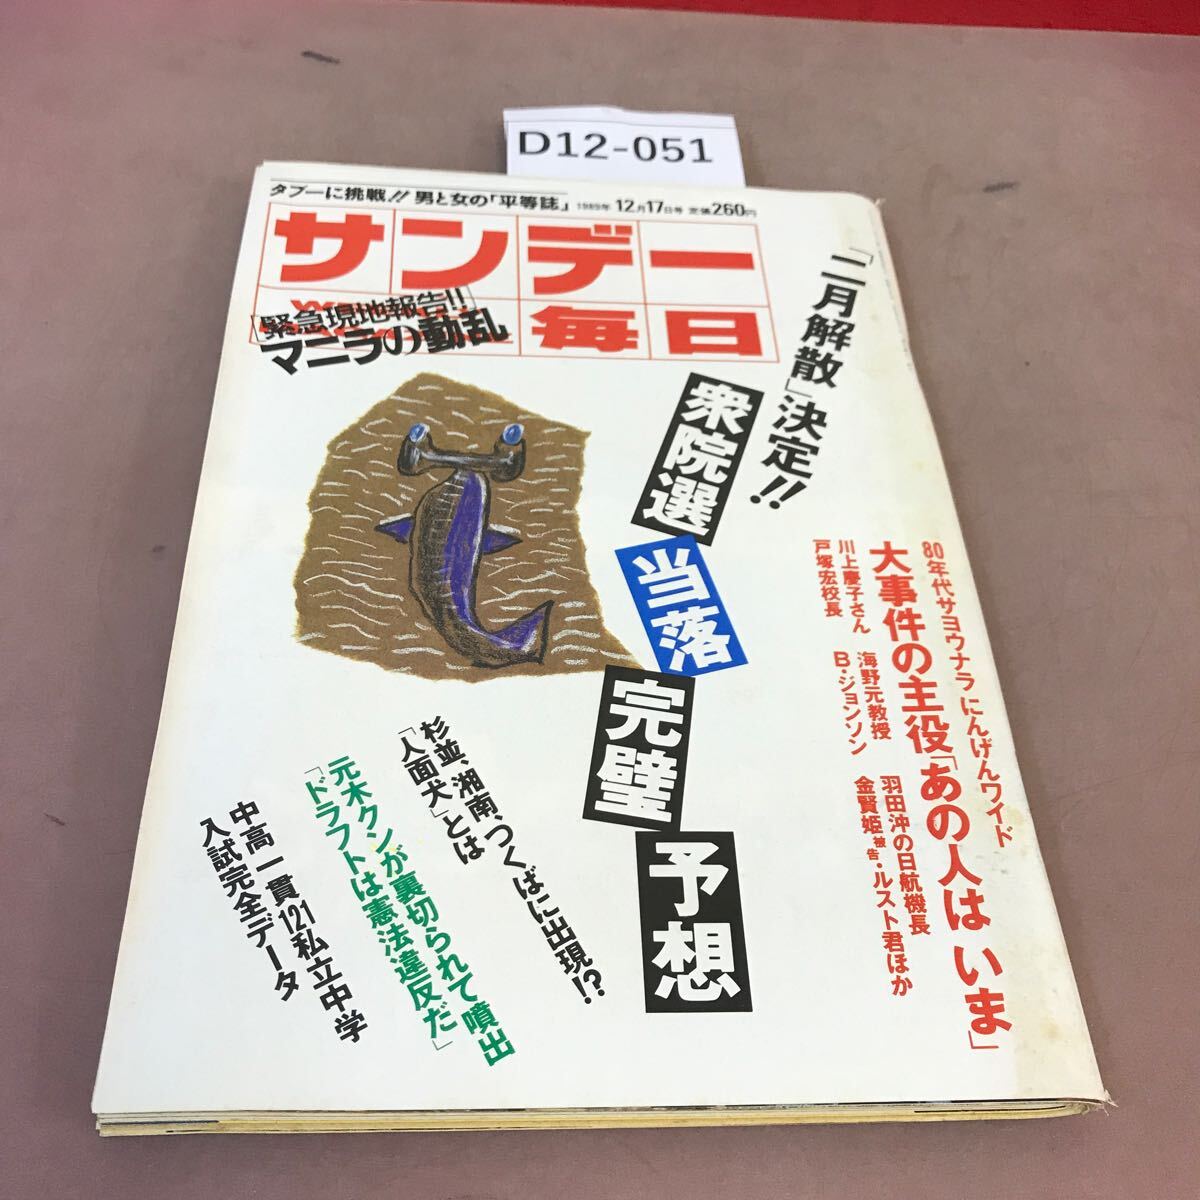 D12-051
タブーに挑戦!! 男と女の「平等誌」 1989年 12月17日号 定価260円
サンデー
毎日
[緊急現地報告!!]
マニラの動乱
「二月解散」決定!!
衆院選
当落
完璧
予想
80年代サヨウナラ にんげんワイド
大事件の主役「あの人は いま」
川上慶子さん 海野元教授 羽田沖の日航機長
戸塚宏校長 B・ジョンソン 金賢姫被告・ルスト君ほか
杉並、湘南、つくばに出現!?
「人面犬」とは
元木クンが裏切られて噴出
「ドラフトは憲法違反だ」
中高一貫121私立中学
入試完全データ